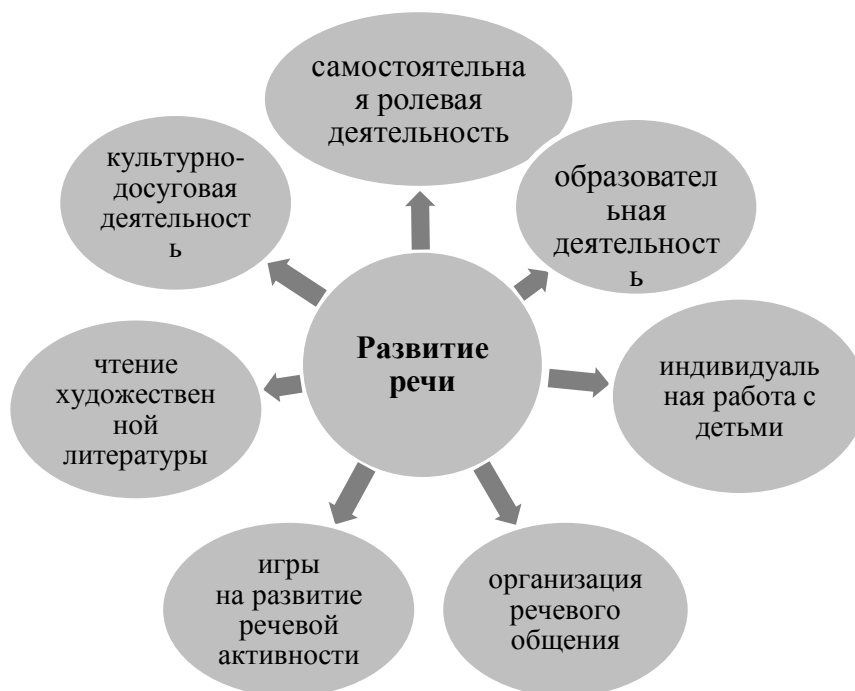 самостоятельна
я ролевая
деятельность
образовател
ьная
деятельност
ь
индивидуаль
ная работа с
детьми
организация
речевого
общения
игры
на развитие
речевой
активности
чтение
художествен
ной
литературы
культурно-
досуговая
деятельност
ь
Развитие
речи